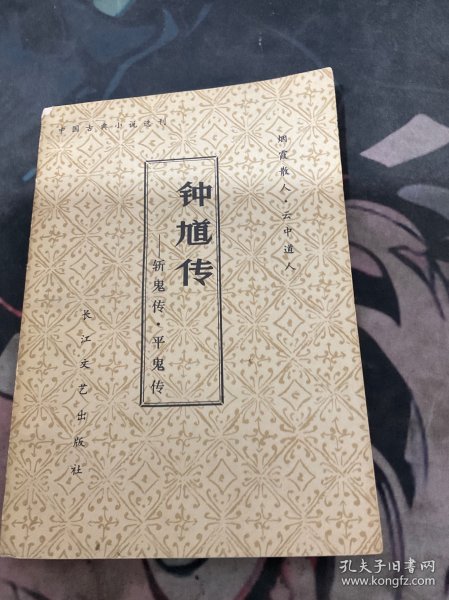 中国古典小说选刊
烟霞散人·云中道人
钟馗传
——斩鬼传·平鬼传
长江文艺出版社
孔夫子旧书网
www.kongfz.com